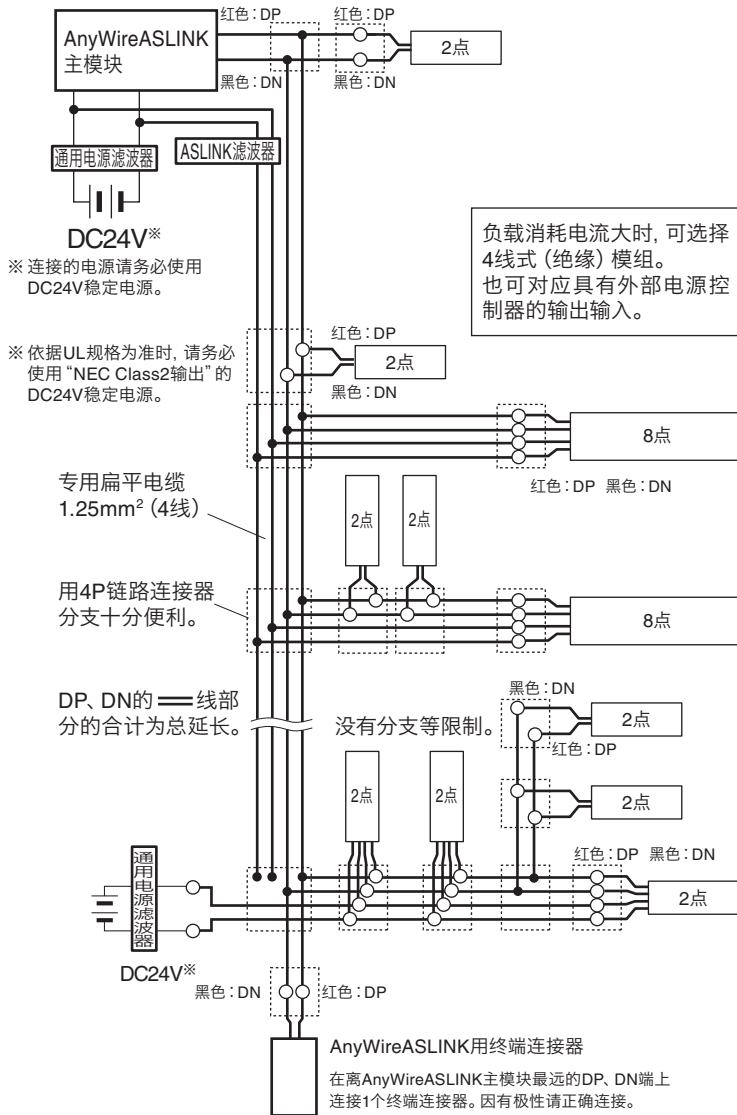 红色：DP
红色：DP
AnyWireASLINK
主模块
2点
黑色：DN
黑色：DN
通用电源滤波器
ASLINK滤波器
DC24V※
※ 连接的电源请务必使用
DC24V稳定电源。
负载消耗电流大时, 可选择
4线式（绝缘）模组。
也可对应具有外部电源控
制器的输出输入。
※ 依据UL规格为准时, 请务必
使用“NEC Class2输出”的
DC24V稳定电源。
红色：DP
2点
黑色：DN
8点
红色：DP 黑色：DN
专用扁平电缆
1.25mm²（4线）
2点
2点
用4P链路连接器
分支十分便利。
8点
DP、DN的 线部
分的合计为总延长。
没有分支等限制。
黑色：DN
2点
红色：DP
2点
2点
2点
红色：DP 黑色：DN
2点
通用电源滤波器
DC24V※
黑色：DN
红色：DP
AnyWireASLINK用终端连接器
在离AnyWireASLINK主模块最远的DP、DN端上
连接1个终端连接器。因有极性请正确连接。